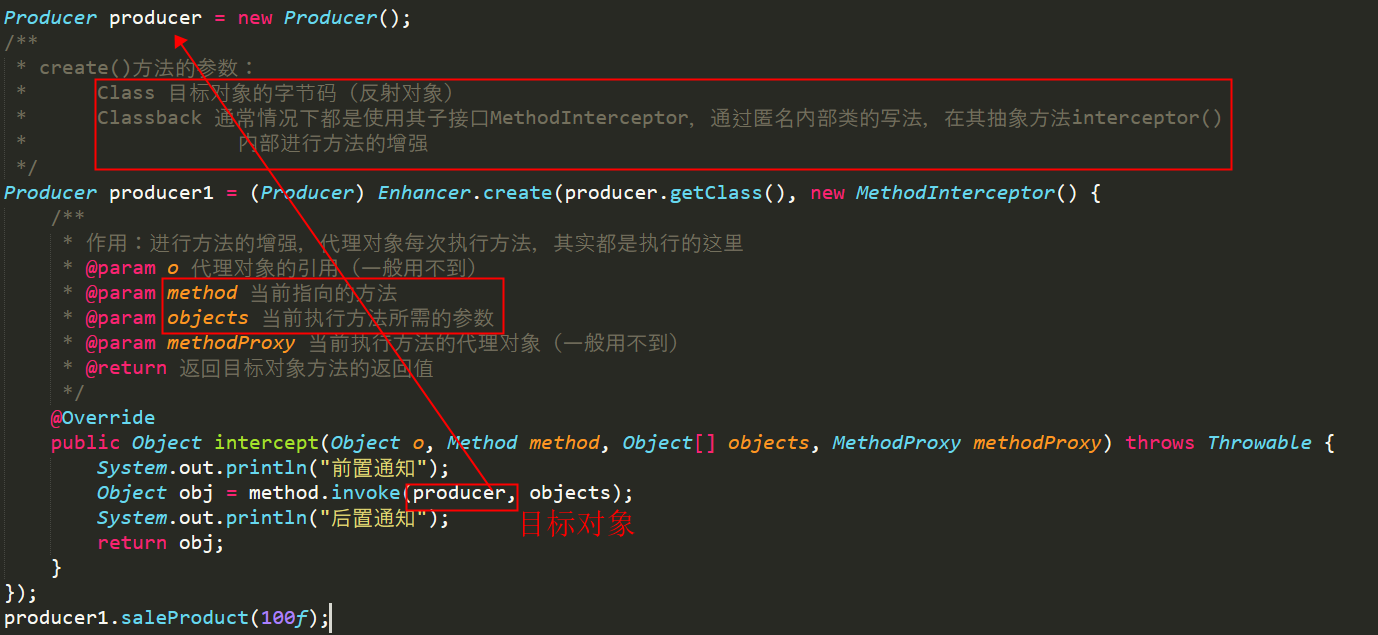 Producer producer = new Producer();
/**
 * create()方法的参数：
 *      Class 目标对象的字节码（反射对象）
 *      Classback 通常情况下都是使用其子接口MethodInterceptor，通过匿名内部类的写法，在其抽象方法interceptor()
 *                  内部进行方法的增强
 */
Producer producer1 = (Producer) Enhancer.create(producer.getClass(), new MethodInterceptor() {
    /**
     * 作用：进行方法的增强，代理对象每次执行方法，其实都是执行的这里
     * @param o 代理对象的引用（一般用不到）
     * @param method 当前指向的方法
     * @param objects 当前执行方法所需的参数
     * @param methodProxy 当前执行方法的代理对象（一般用不到）
     * @return 返回目标对象方法的返回值
     */
    @Override
    public Object intercept(Object o, Method method, Object[] objects, MethodProxy methodProxy) throws Throwable {
        System.out.println("前置通知");
        Object obj = method.invoke(producer, objects);
        System.out.println("后置通知");
目标对象
        return obj;
    }
});
producer1.saleProduct(100f);